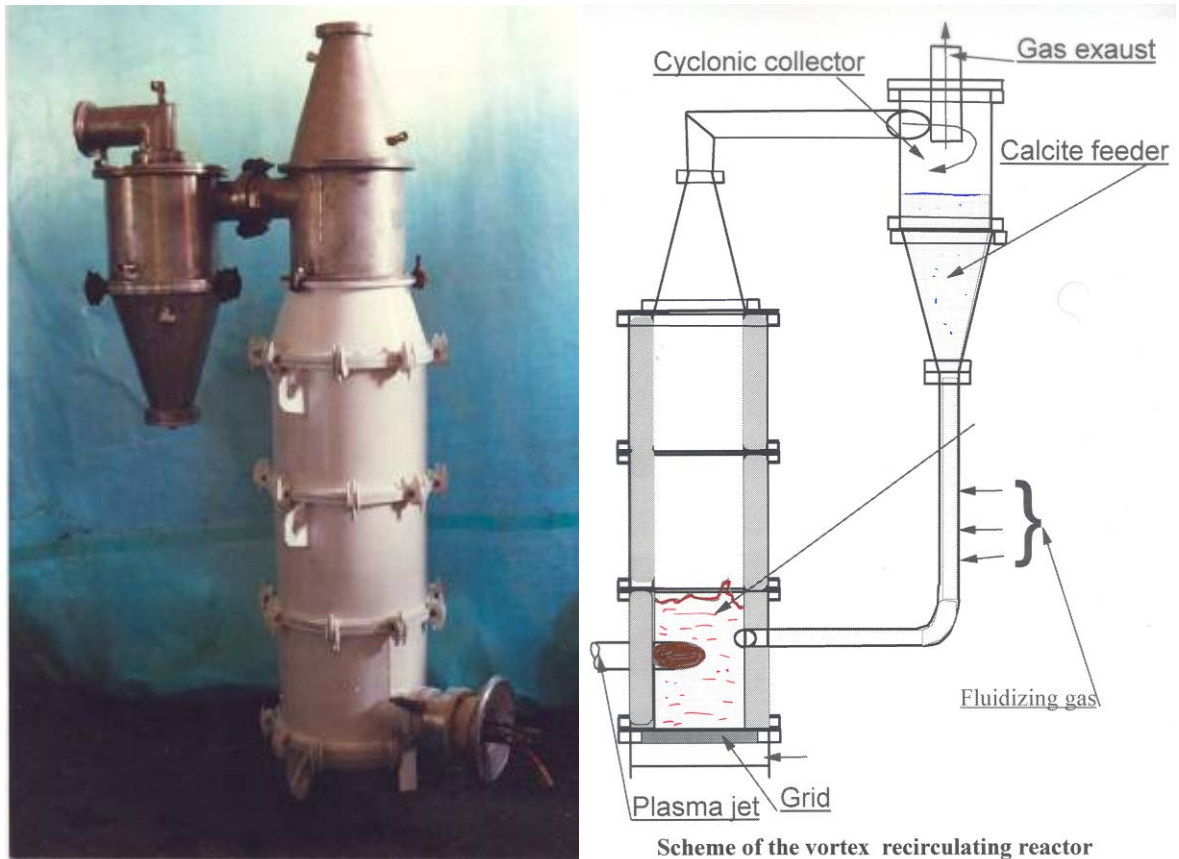 Gas exaust
Cyclonic collector
Calcite feeder
Fluidizing gas
Plasma jet
Grid
Scheme of the vortex recirculating reactor